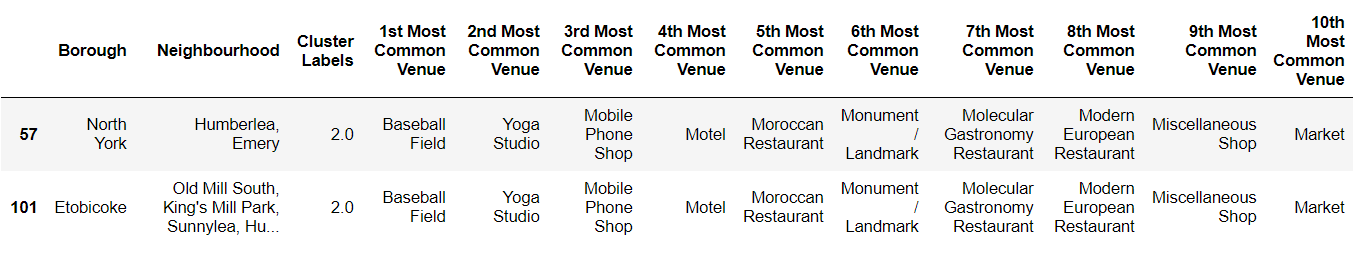 Borough Neighbourhood Cluster Labels 1st Most Common Venue 2nd Most Common Venue 3rd Most Common Venue 4th Most Common Venue 5th Most Common Venue 6th Most Common Venue 7th Most Common Venue 8th Most Common Venue 9th Most Common Venue 10th Most Common Venue
57 North York Humberlea, Emery 2.0 Baseball Field Yoga Studio Mobile Phone Shop Motel Moroccan Restaurant Monument / Landmark Molecular Gastronomy Restaurant Modern European Restaurant Miscellaneous Shop Market
101 Etobicoke Old Mill South, King's Mill Park, Sunnylea, Hu... 2.0 Baseball Field Yoga Studio Mobile Phone Shop Motel Moroccan Restaurant Monument / Landmark Molecular Gastronomy Restaurant Modern European Restaurant Miscellaneous Shop Market